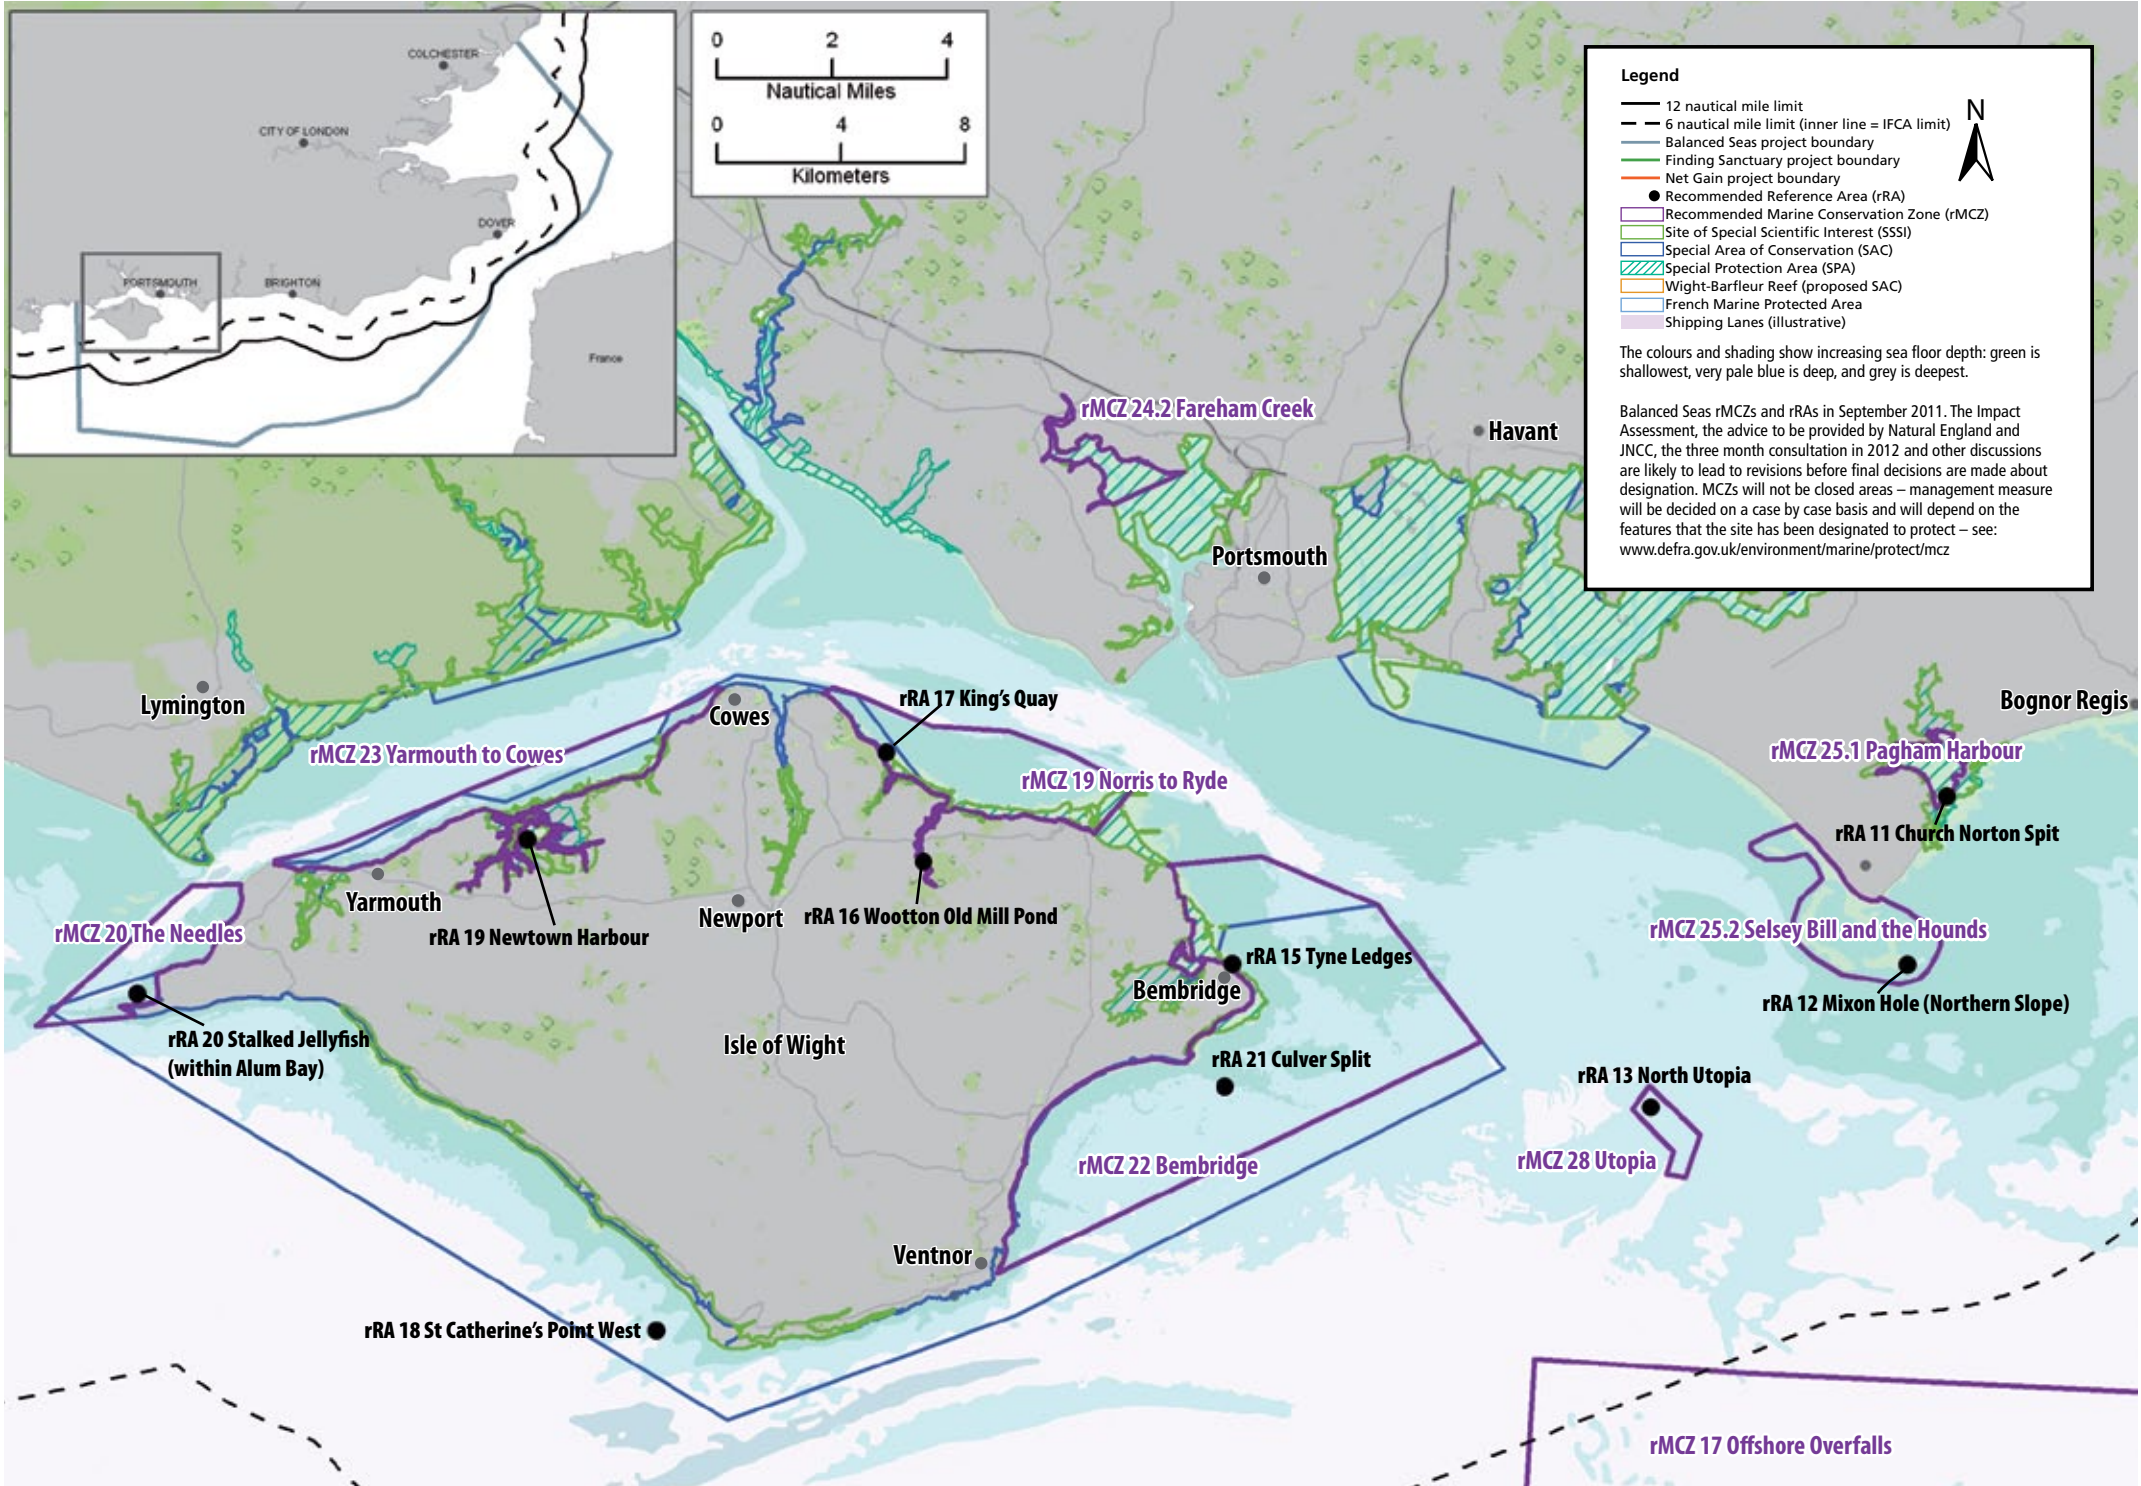 COLCHESTER
CITY OF LONDON
DOVER
PORTSMOUTH
BRIGHTON
France
0 2 4
Nautical Miles
0 4 8
Kilometers
Legend
N
12 nautical mile limit
6 nautical mile limit (inner line = IFCA limit)
Balanced Seas project boundary
Finding Sanctuary project boundary
Net Gain project boundary
Recommended Reference Area (rRA)
Recommended Marine Conservation Zone (rMCZ)
Site of Special Scientific Interest (SSSI)
Special Area of Conservation (SAC)
Special Protection Area (SPA)
Wight-Barfleur Reef (proposed SAC)
French Marine Protected Area
Shipping Lanes (illustrative)
The colours and shading show increasing sea floor depth: green is
shallowest, very pale blue is deep, and grey is deepest.
Balanced Seas rMCZs and rRAs in September 2011. The Impact
Assessment, the advice to be provided by Natural England and
JNCC, the three month consultation in 2012 and other discussions
are likely to lead to revisions before final decisions are made about
designation. MCZs will not be closed areas – management measure
will be decided on a case by case basis and will depend on the
features that the site has been designated to protect – see:
www.defra.gov.uk/environment/marine/protect/mcz
rMCZ 24.2 Fareham Creek
Havant
Portsmouth
Lymington
Cowes
rRA 17 King's Quay
Bognor Regis
rMCZ 23 Yarmouth to Cowes
rMCZ 19 Norris to Ryde
rMCZ 25.1 Pagham Harbour
rRA 11 Church Norton Spit
Yarmouth
Newport
rRA 16 Wootton Old Mill Pond
rMCZ 20 The Needles
rRA 19 Newtown Harbour
rMCZ 25.2 Selsey Bill and the Hounds
rRA 15 Tyne Ledges
Bembridge
rRA 12 Mixon Hole (Northern Slope)
rRA 20 Stalked Jellyfish
(within Alum Bay)
Isle of Wight
rRA 21 Culver Split
rRA 13 North Utopia
rMCZ 28 Utopia
rMCZ 22 Bembridge
Ventnor
rRA 18 St Catherine's Point West
rMCZ 17 Offshore Overfalls